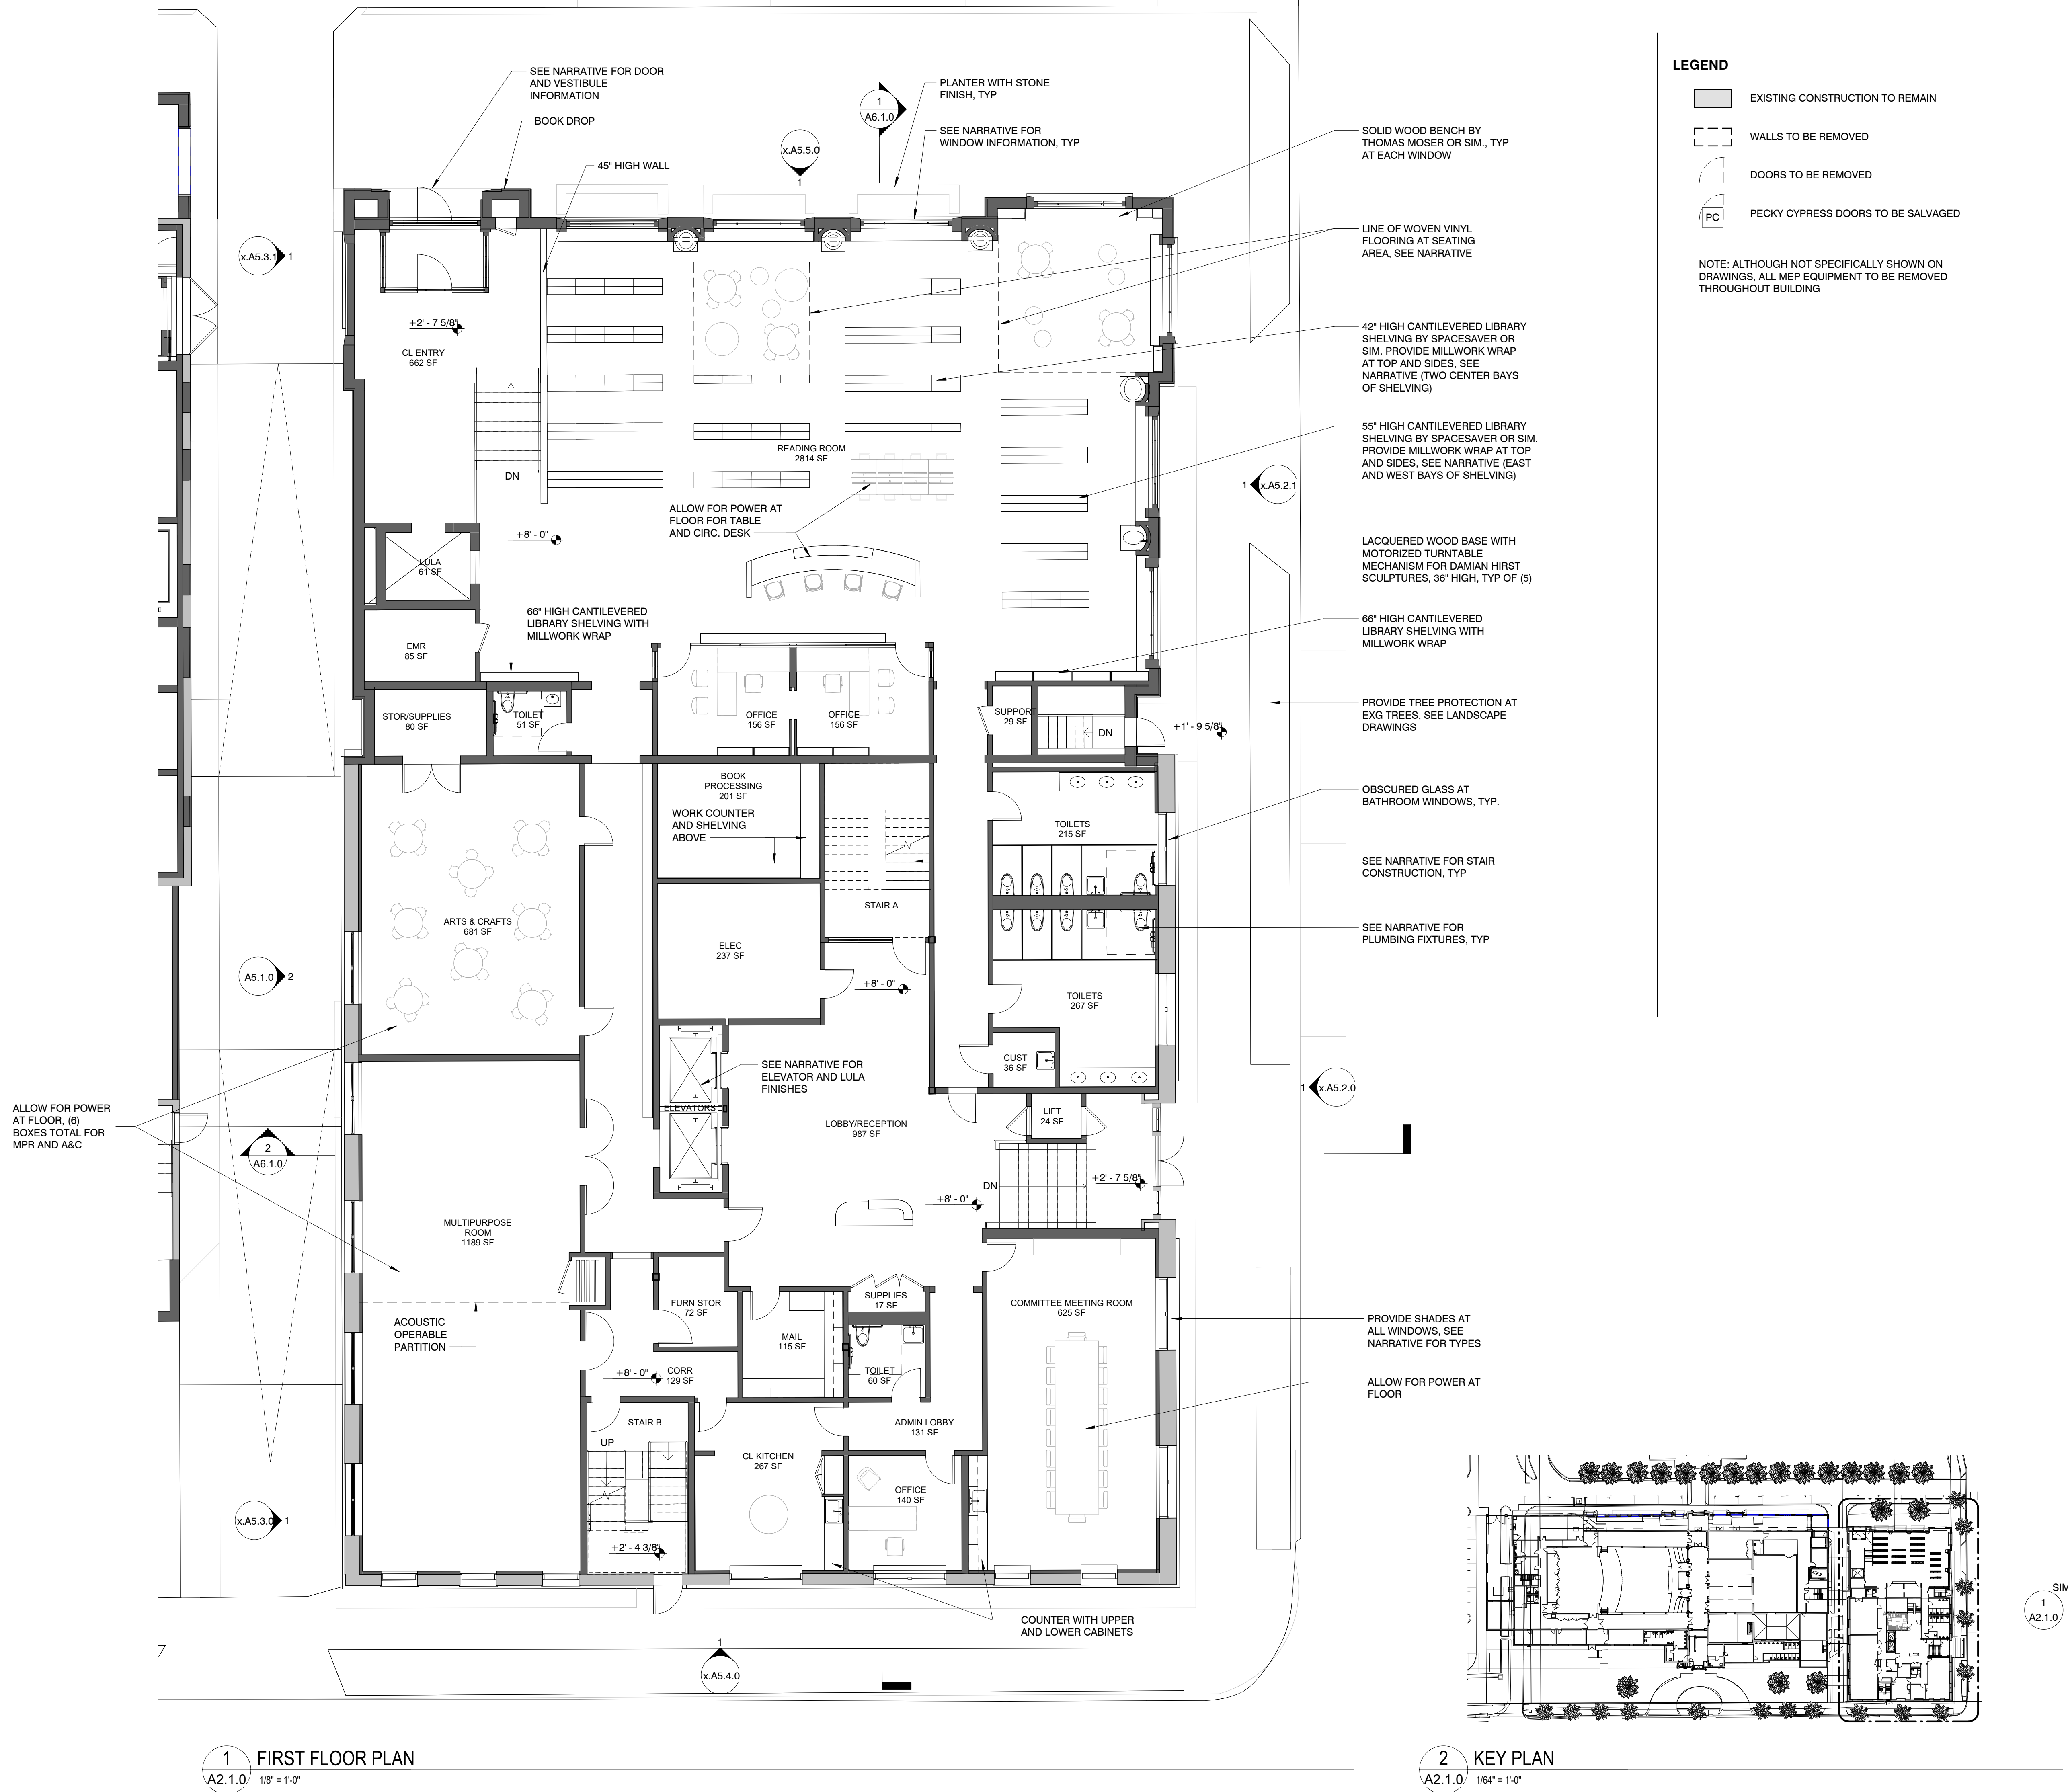 SEE NARRATIVE FOR DOOR
AND VESTIBULE
INFORMATION
BOOK DROP
45" HIGH WALL
PLANTER WITH STONE
FINISH, TYP
1
A6.1.0
SEE NARRATIVE FOR
WINDOW INFORMATION, TYP
x.A5.5.0
1
SOLID WOOD BENCH BY
THOMAS MOSER OR SIM., TYP
AT EACH WINDOW
LINE OF WOVEN VINYL
FLOORING AT SEATING
AREA, SEE NARRATIVE
42" HIGH CANTILEVERED LIBRARY
SHELVING BY SPACESAVER OR
SIM. PROVIDE MILLWORK WRAP
AT TOP AND SIDES, SEE
NARRATIVE (TWO CENTER BAYS
OF SHELVING)
55" HIGH CANTILEVERED LIBRARY
SHELVING BY SPACESAVER OR SIM.
PROVIDE MILLWORK WRAP AT TOP
AND SIDES, SEE NARRATIVE (EAST
AND WEST BAYS OF SHELVING)
1
x.A5.2.1
LACQUERED WOOD BASE WITH
MOTORIZED TURNTABLE
MECHANISM FOR DAMIAN HIRST
SCULPTURES, 36" HIGH, TYP OF (5)
66" HIGH CANTILEVERED
LIBRARY SHELVING WITH
MILLWORK WRAP
PROVIDE TREE PROTECTION AT
EXG TREES, SEE LANDSCAPE
DRAWINGS
OBSCURED GLASS AT
BATHROOM WINDOWS, TYP.
SEE NARRATIVE FOR STAIR
CONSTRUCTION, TYP
SEE NARRATIVE FOR
PLUMBING FIXTURES, TYP
1
x.A5.2.0
PROVIDE SHADES AT
ALL WINDOWS, SEE
NARRATIVE FOR TYPES
ALLOW FOR POWER AT
FLOOR
LEGEND
EXISTING CONSTRUCTION TO REMAIN
WALLS TO BE REMOVED
DOORS TO BE REMOVED
PC
PECKY CYPRESS DOORS TO BE SALVAGED
NOTE: ALTHOUGH NOT SPECIFICALLY SHOWN ON
DRAWINGS, ALL MEP EQUIPMENT TO BE REMOVED
THROUGHOUT BUILDING
x.A5.3.1
1
+2' - 7 5/8"
CL ENTRY
662 SF
DN
READING ROOM
2814 SF
ALLOW FOR POWER AT
FLOOR FOR TABLE
AND CIRC. DESK
+8' - 0"
LULA
61 SF
EMR
85 SF
66" HIGH CANTILEVERED
LIBRARY SHELVING WITH
MILLWORK WRAP
STOR/SUPPLIES
80 SF
TOILET
51 SF
OFFICE
156 SF
OFFICE
156 SF
SUPPORT
29 SF
DN
+1' - 9 5/8"
BOOK
PROCESSING
201 SF
WORK COUNTER
AND SHELVING
ABOVE
TOILETS
215 SF
STAIR A
ARTS & CRAFTS
681 SF
ELEC
237 SF
+8' - 0"
TOILETS
267 SF
CUST
36 SF
A5.1.0
2
SEE NARRATIVE FOR
ELEVATOR AND LULA
FINISHES
ELEVATORS
LOBBY/RECEPTION
987 SF
LIFT
24 SF
ALLOW FOR POWER
AT FLOOR, (6)
BOXES TOTAL FOR
MPR AND A&C
2
A6.1.0
DN
+2' - 7 5/8"
+8' - 0"
MULTIPURPOSE
ROOM
1189 SF
FURN STOR
72 SF
SUPPLIES
17 SF
COMMITTEE MEETING ROOM
625 SF
ACOUSTIC
OPERABLE
PARTITION
MAIL
115 SF
TOILET
60 SF
+8' - 0"
CORR
129 SF
STAIR B
UP
ADMIN LOBBY
131 SF
CL KITCHEN
267 SF
OFFICE
140 SF
x.A5.3.0
1
+2' - 4 3/8"
COUNTER WITH UPPER
AND LOWER CABINETS
1
x.A5.4.0
SIM
1
A2.1.0
1
A2.1.0
FIRST FLOOR PLAN
1/8" = 1'-0"
2
A2.1.0
KEY PLAN
1/64" = 1'-0"